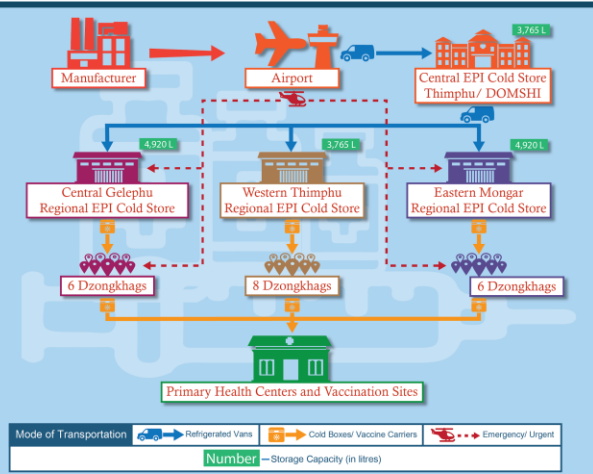 3,765 L
Manufacturer
Airport
Central EPI Cold Store
Thimphu/ DOMSHI
4,920 L
3,765 L
4,920 L
Central Gelephu
Regional EPI Cold Store
Western Thimphu
Regional EPI Cold Store
Eastern Mongar
Regional EPI Cold Store
6 Dzongkhags
8 Dzongkhags
6 Dzongkhags
Primary Health Centers and Vaccination Sites
Mode of Transportation
Refrigerated Vans
Cold Boxes/ Vaccine Carriers
Emergency/ Urgent
Number – Storage Capacity (in litres)